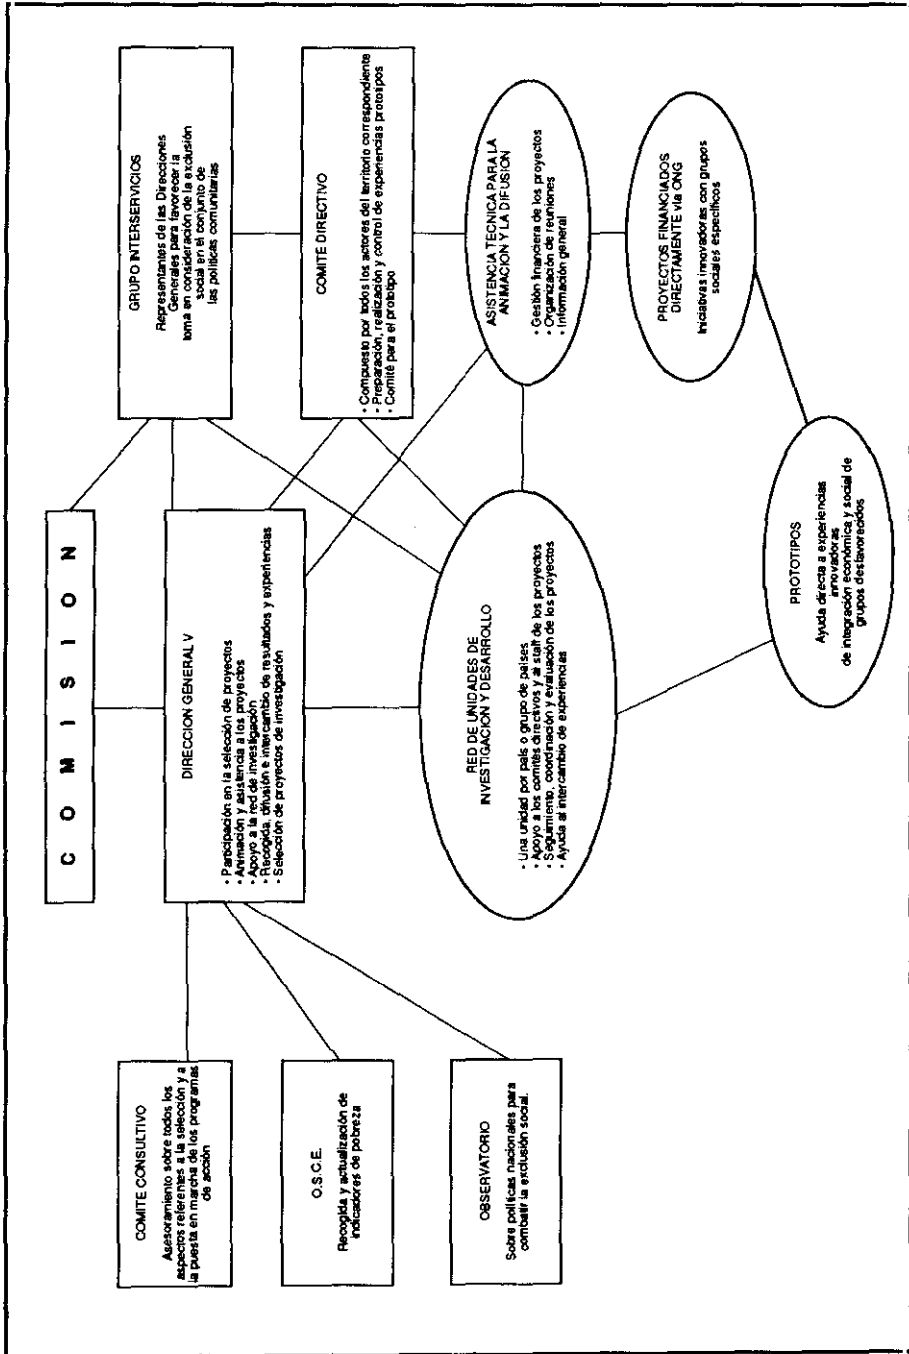 C O M I S I O N
DIRECCION GENERAL V
• Participación en la selección de proyectos
• Animación y asistencia a los proyectos
• Apoyo a la red de investigación
• Recogida, difusión e intercambio de resultados y experiencias
• Selección de proyectos de investigación
GRUPO INTERSERVICIOS
Representantes de las Direcciones
Generales para favorecer la
toma en consideración de la exclusión
social en el conjunto de
las políticas comunitarias
COMITE CONSULTIVO
Asesoramiento sobre todos los
aspectos referentes a la selección y a
la puesta en marcha de los programas
de acción
O.S.C.E.
Recogida y actualización de
indicadores de pobreza
OBSERVATORIO
Sobre políticas nacionales para
combatir la exclusión social.
COMITE DIRECTIVO
• Compuesto por todos los actores del territorio correspondiente
• Preparación, realización y control de experiencias prototipos
• Comité para el prototipo
RED DE UNIDADES DE
INVESTIGACION Y DESARROLLO
• Una unidad por país o grupo de países
• Apoyo a los comités directivos y al staff de los proyectos
• Seguimiento, coordinación y evaluación de los proyectos
• Ayuda al intercambio de experiencias
ASISTENCIA TECNICA PARA LA
ANIMACION Y LA DIFUSION
• Gestión financiera de los proyectos
• Organización de reuniones
• Información general
PROYECTOS FINANCIADOS
DIRECTAMENTE vía ONG
Iniciativas innovadoras con grupos
sociales específicos
PROTOTIPOS
Ayuda directa a experiencias
innovadoras
de integración económica y social de
grupos desfavorecidos